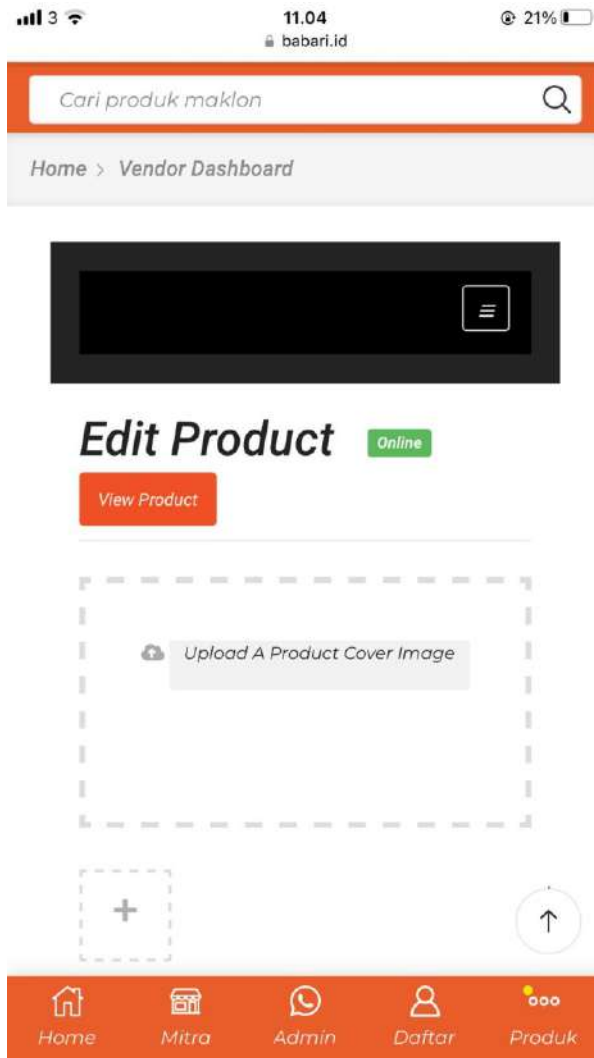 3 11.04 21%
babari.id
Cari produk maklon
Home > Vendor Dashboard
Edit Product Online
View Product
Upload A Product Cover Image
+
Home Mitra Admin Daftar Produk